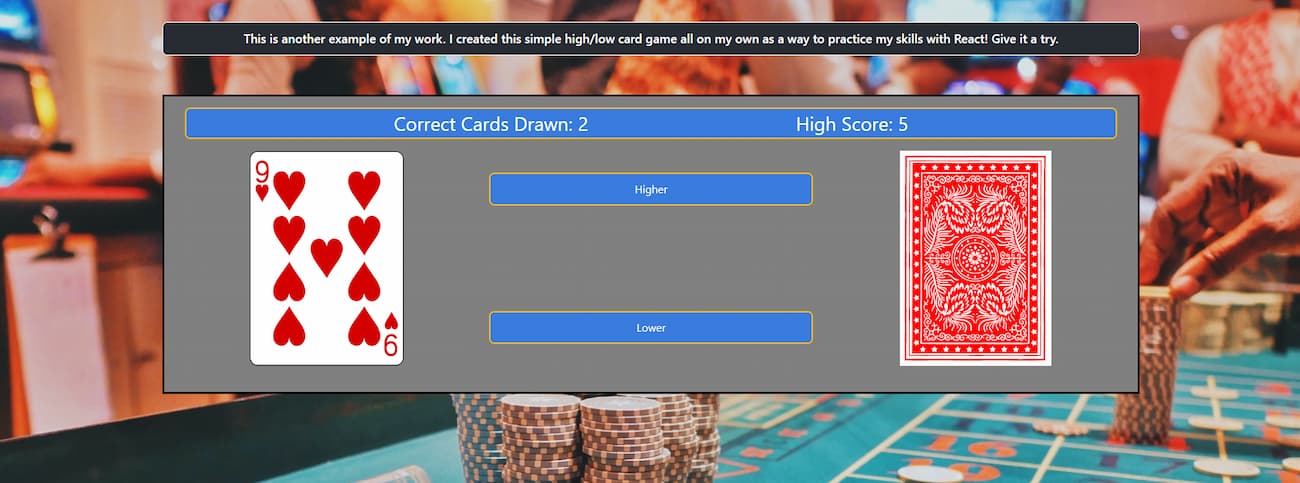 This is another example of my work. I created this simple high/low card game all on my own as a way to practice my skills with React! Give it a try.
Correct Cards Drawn: 2 High Score: 5
9
Higher
Lower
9
16